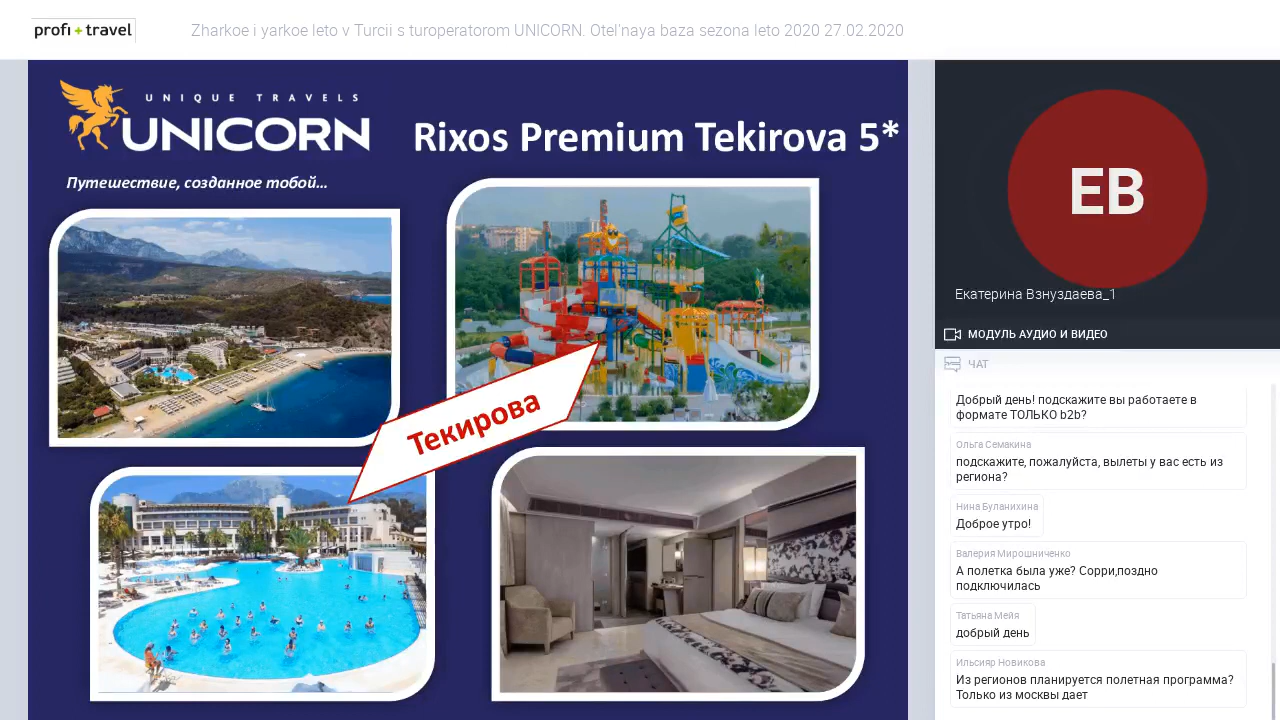 profi + travel
Zharkoe i yarkoe leto v Turcii s turoperatorom UNICORN. Otel'naya baza sezona leto 2020 27.02.2020
UNIQUE TRAVELS
UNICORN
Rixos Premium Tekirova 5*
Путешествие, созданное тобой...
Текирова
ЕВ
Екатерина Взнуздаева_1
МОДУЛЬ АУДИО И ВИДЕО
ЧАТ
Добрый день! подскажите вы работаете в
формате ТОЛЬКО b2b?
Ольга Семакина
подскажите, пожалуйста, вылеты у вас есть из
региона?
Нина Буланихина
Доброе утро!
Валерия Мирошниченко
А полетка была уже? Сорри,поздно
подключилась
Татьяна Мейя
добрый день
Ильсияр Новикова
Из регионов планируется полетная программа?
Только из москвы дает